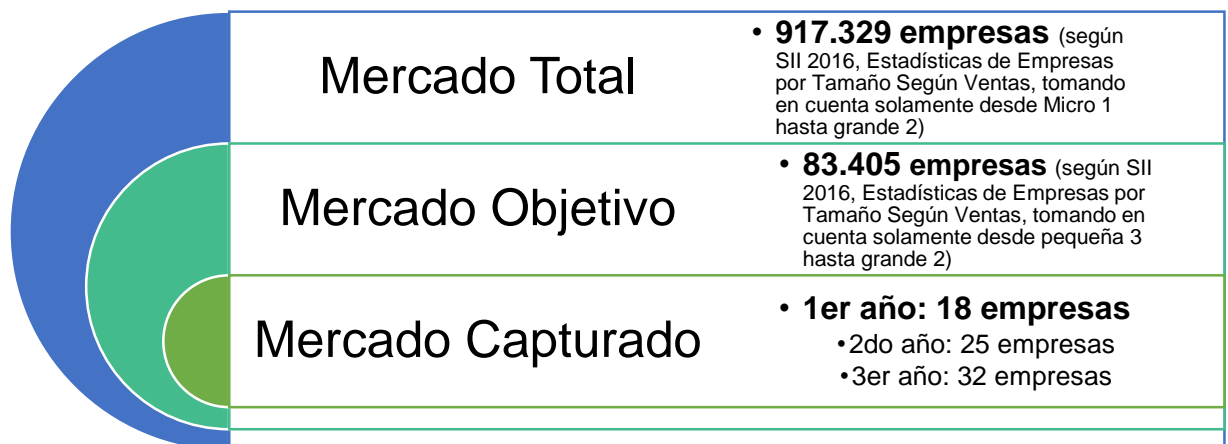 Mercado Total
• 917.329 empresas (según
SII 2016, Estadísticas de Empresas
por Tamaño Según Ventas, tomando
en cuenta solamente desde Micro 1
hasta grande 2)
Mercado Objetivo
• 83.405 empresas (según SII
2016, Estadísticas de Empresas por
Tamaño Según Ventas, tomando en
cuenta solamente desde pequeña 3
hasta grande 2)
Mercado Capturado
• 1er año: 18 empresas
•2do año: 25 empresas
•3er año: 32 empresas